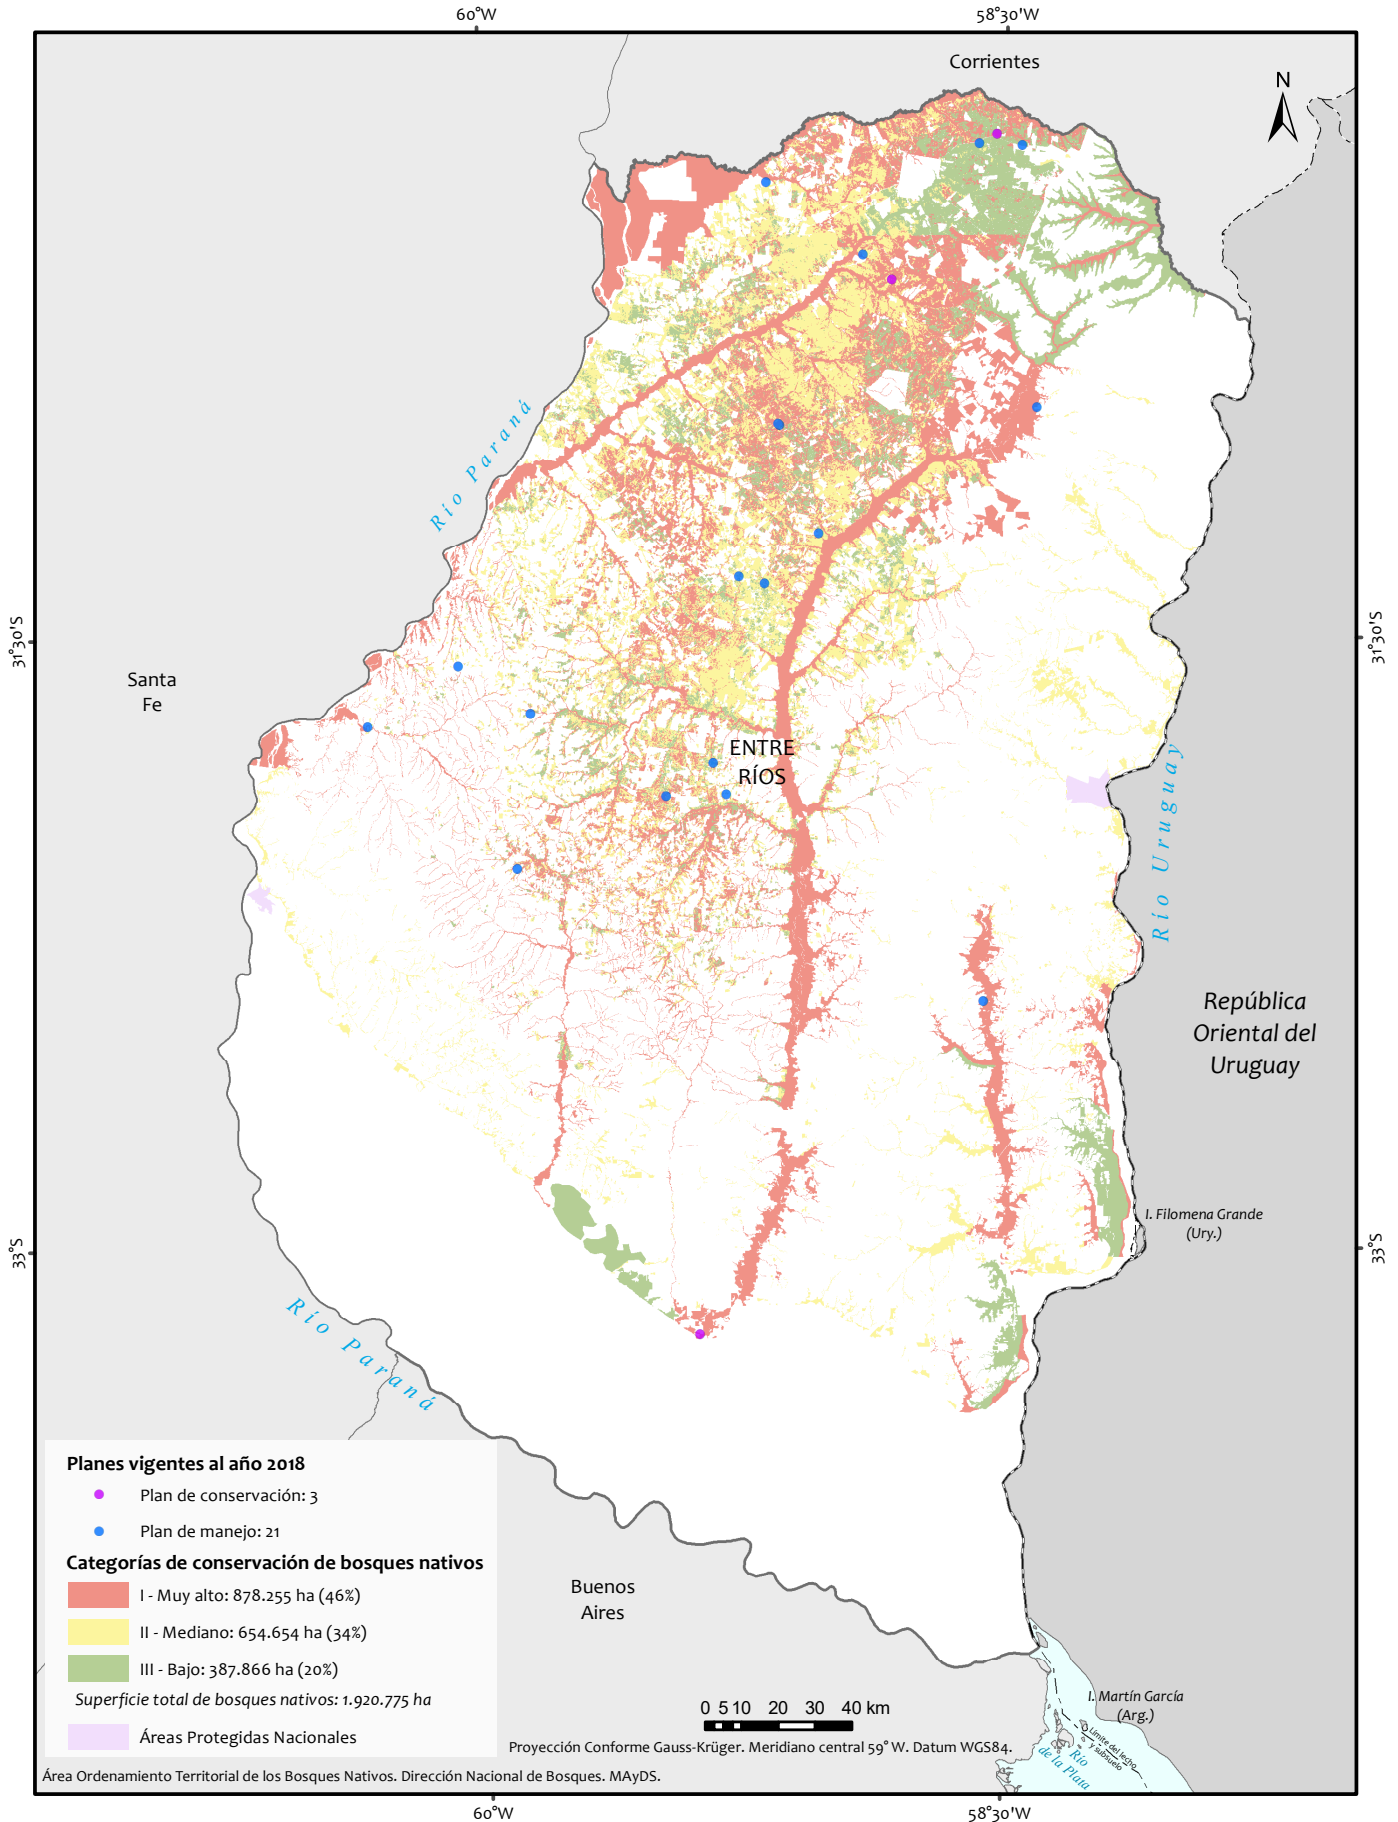 60°W
58°30'W
Corrientes
N
Río Paraná
31°30'S
31°30'S
Santa
Fe
ENTRE
RÍOS
Río Uruguay
República
Oriental del
Uruguay
I. Filomena Grande
(Ury.)
33°S
33°S
Río Paraná
Planes vigentes al año 2018
Plan de conservación: 3
Plan de manejo: 21
Categorías de conservación de bosques nativos
I - Muy alto: 878.255 ha (46%)
II - Mediano: 654.654 ha (34%)
III - Bajo: 387.866 ha (20%)
Superficie total de bosques nativos: 1.920.775 ha
Áreas Protegidas Nacionales
Buenos
Aires
0 5 10 20 30 40 km
I. Martín García
(Arg.)
Límite del lecho
y subsuelo
Río
de la Plata
Proyección Conforme Gauss-Krüger. Meridiano central 59° W. Datum WGS84.
Área Ordenamiento Territorial de los Bosques Nativos. Dirección Nacional de Bosques. MAyDS.
60°W
58°30'W